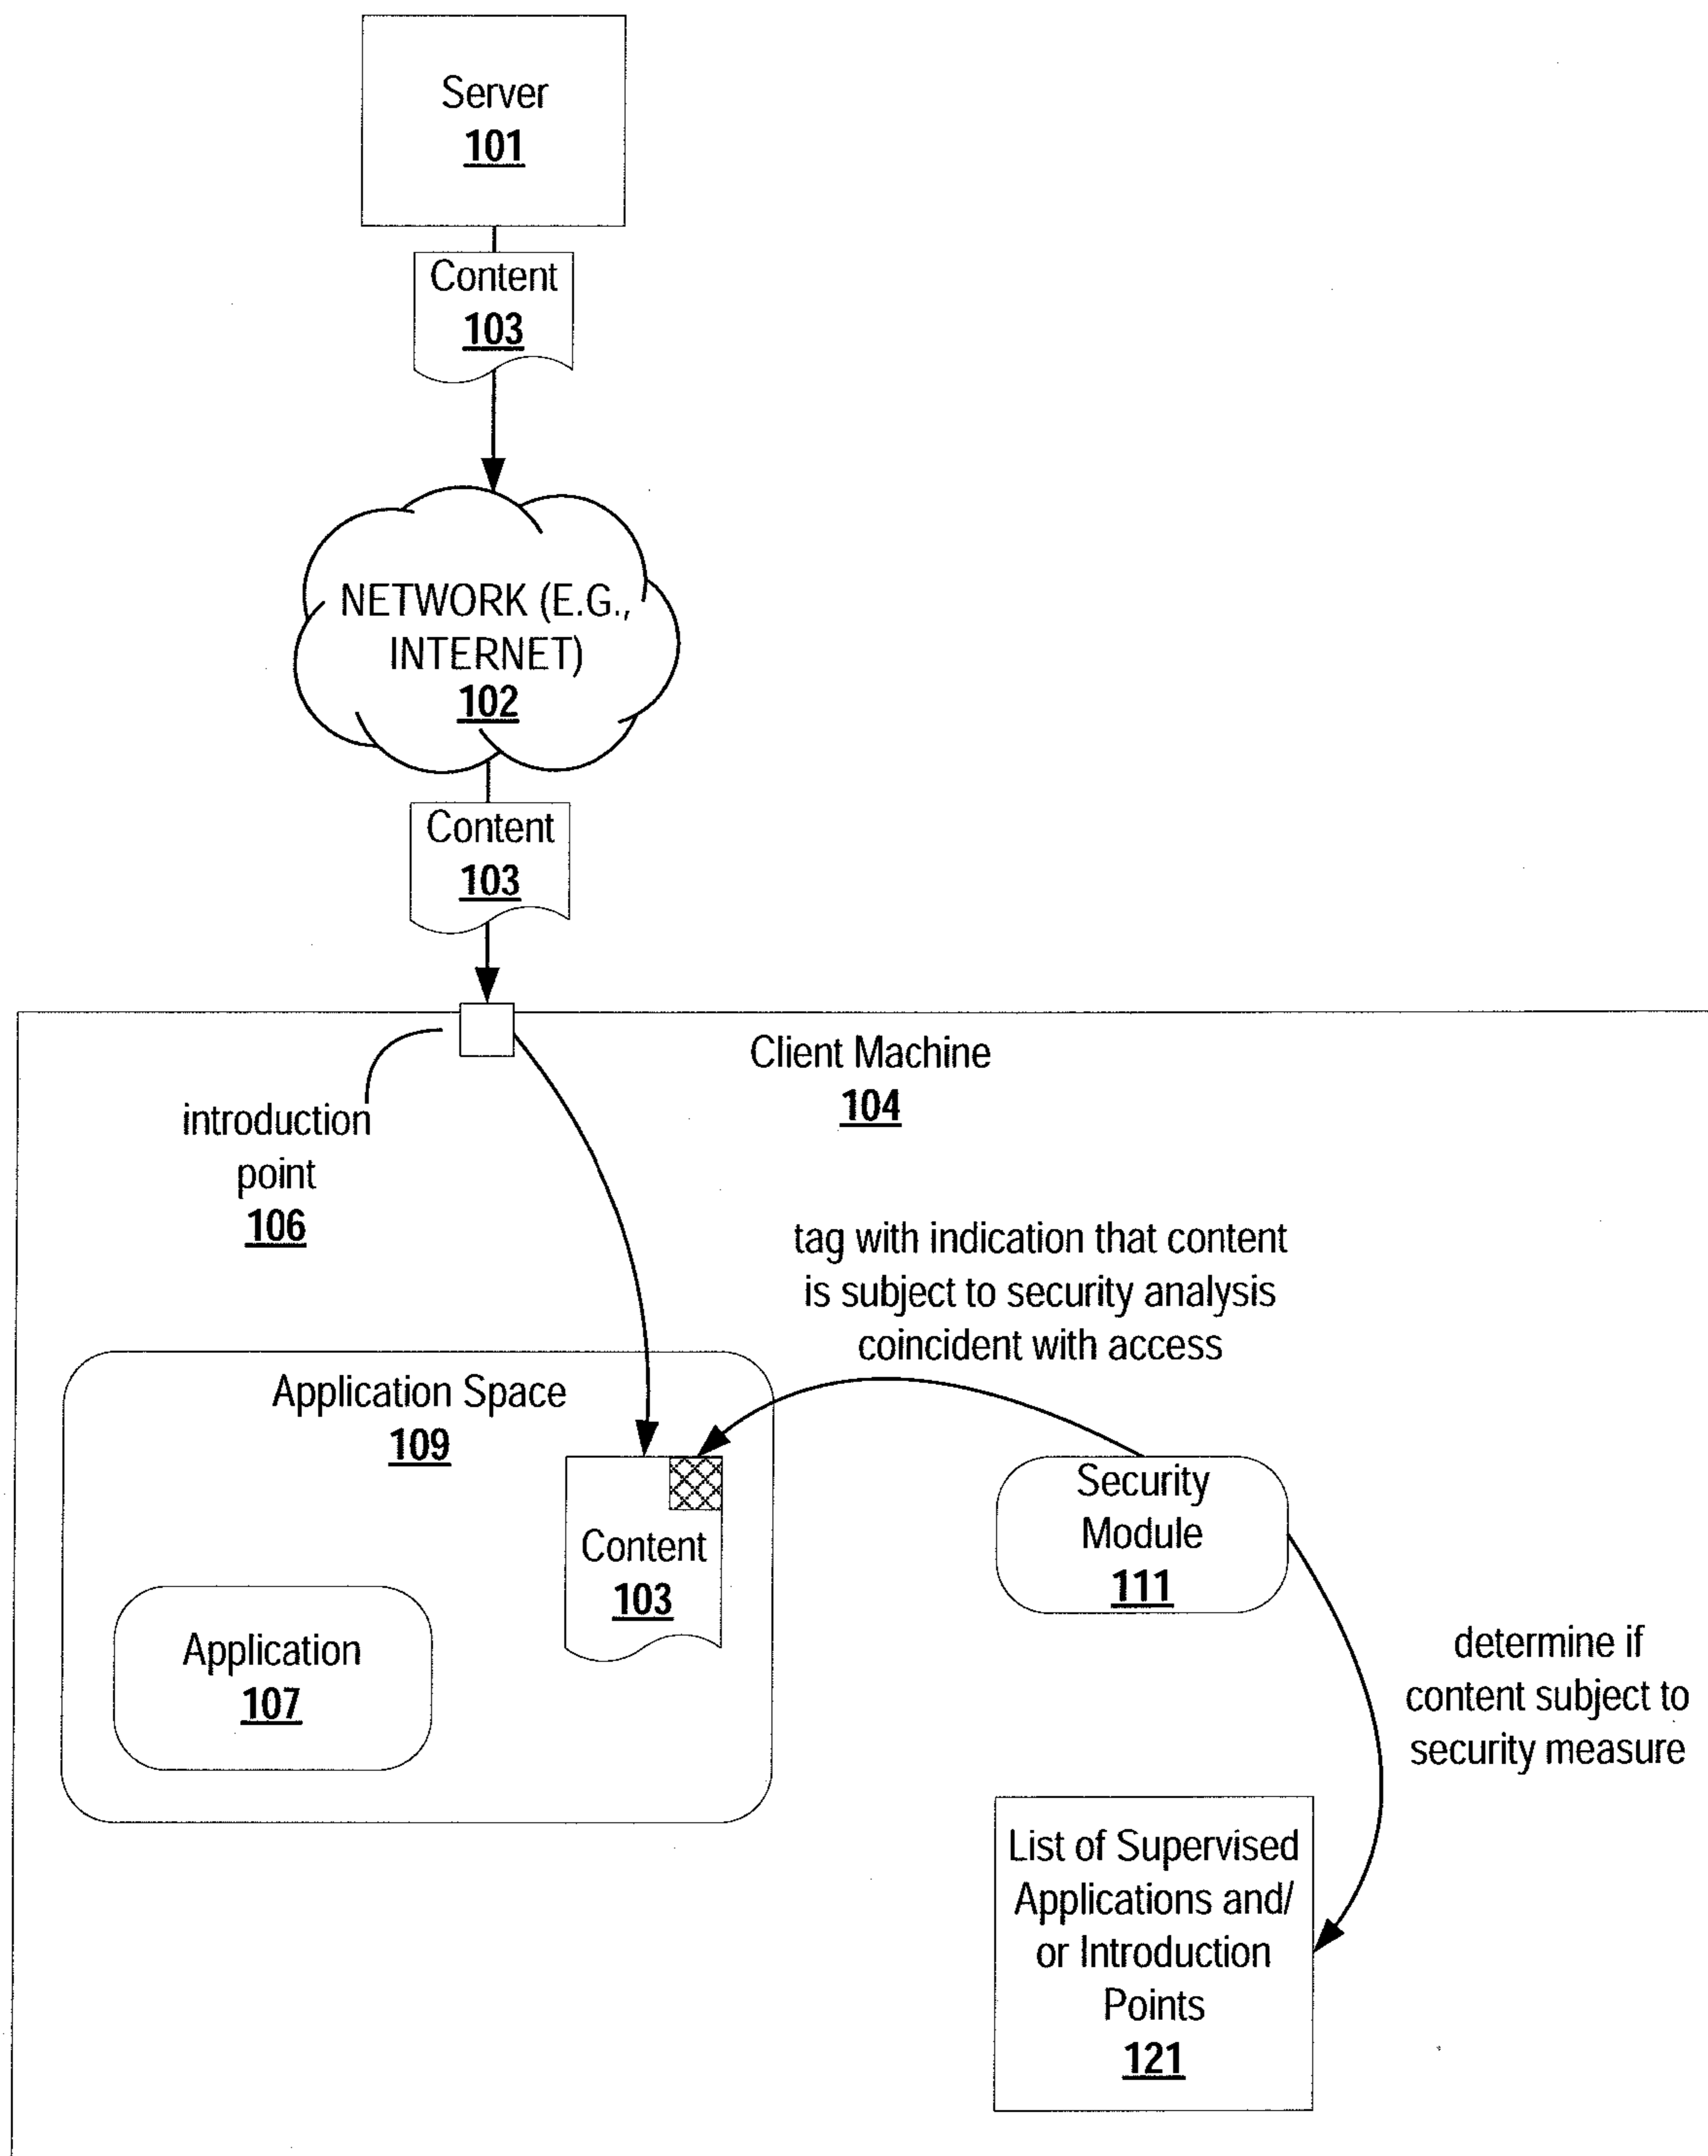 Server
101
Content
103
NETWORK (E.G.,
INTERNET)
102
Content
103
Client Machine
104
introduction
point
106
tag with indication that content
is subject to security analysis
coincident with access
Application Space
109
Content
103
Application
107
Security
Module
111
determine if
content subject to
security measure
List of Supervised
Applications and/
or Introduction
Points
121